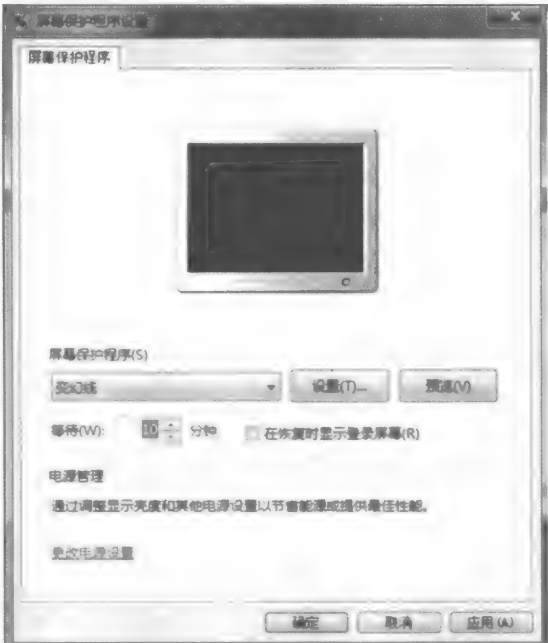 屏幕保护程序设置
屏幕保护程序
屏幕保护程序(S)
变幻线
设置(T)...
预览(V)
等待(W): 10 分钟 在恢复时显示登录屏幕(R)
电源管理
通过调整显示亮度和其他电源设置以节省能源或提供最佳性能。
更改电源设置
确定 取消 应用(A)